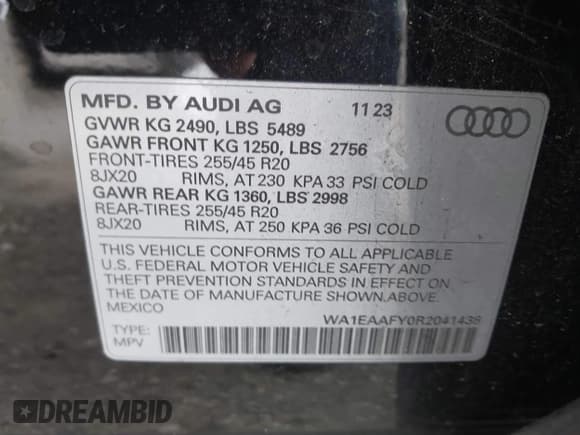 MFD. BY AUDI AG 11 23
GVWR KG 2490, LBS 5489
GAWR FRONT KG 1250, LBS 2756
FRONT-TIRES 255/45 R20
8JX20 RIMS, AT 230 KPA 33 PSI COLD
GAWR REAR KG 1360, LBS 2998
REAR-TIRES 255/45 R20
8JX20 RIMS, AT 250 KPA 36 PSI COLD
THIS VEHICLE CONFORMS TO ALL APPLICABLE
U.S. FEDERAL MOTOR VEHICLE SAFETY AND
THEFT PREVENTION STANDARDS IN EFFECT ON
THE DATE OF MANUFACTURE SHOWN ABOVE.
MEXICO
WA1EAAFY0R2041438
TYPE:
MPV
DREAMBID